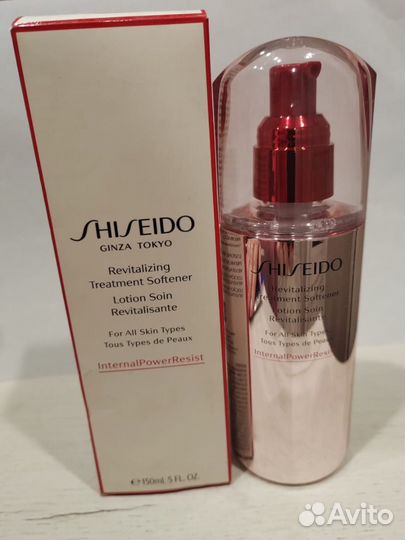 SHISEIDO
GINZA TOKYO
Revitalizing
Treatment Softener
Lotion Soin
Revitalisante
For All Skin Types
Tous Types de Peaux
InternalPowerResist
℮150mL 5 FL. OZ.
SHISEIDO
Revitalizing
Treatment Softener
Lotion Soin
Revitalisante
For All Skin Types
Tous Types de Peaux
InternalPowerResist
Avito